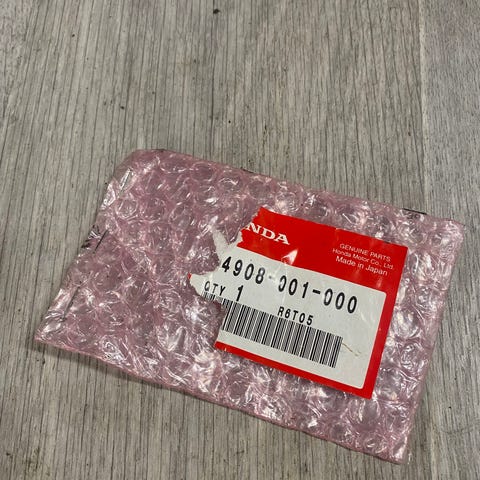 NDA
GENUINE PARTS
Honda Motor Co., Ltd.
Made in Japan
4908-001-000
QTY 1
R6T05